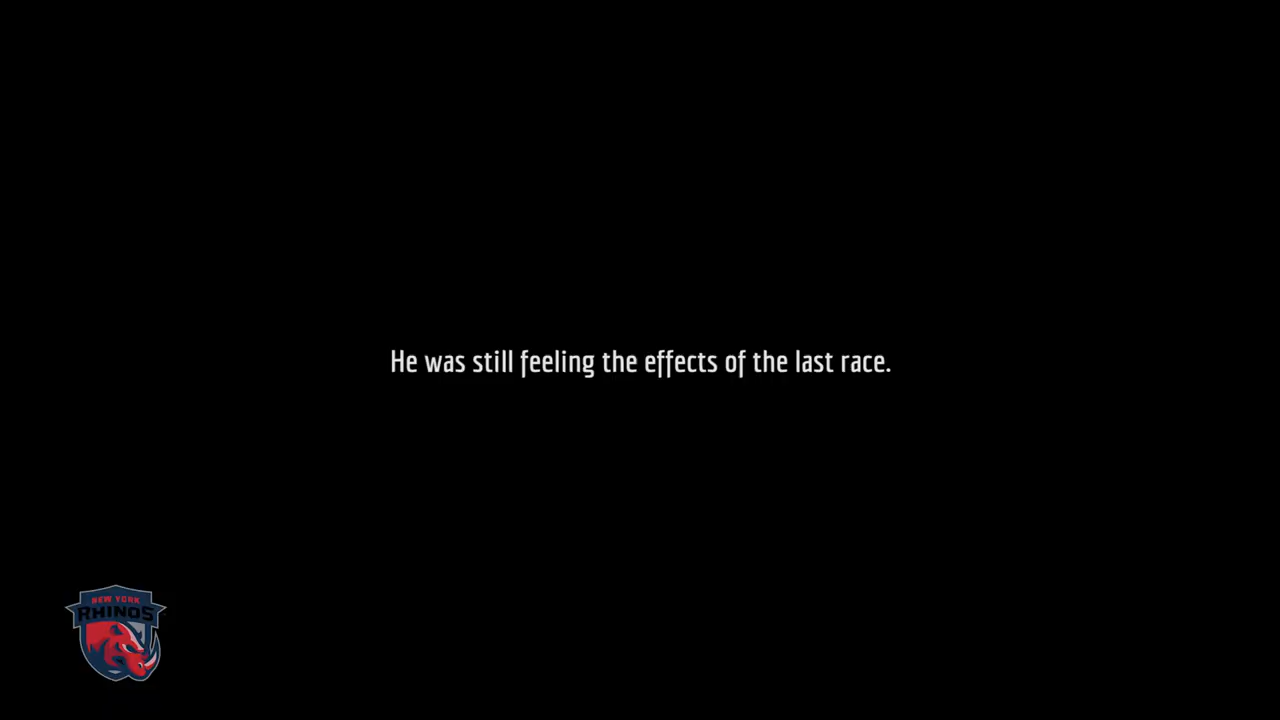 He was still feeling the effects of the last race.
NEW YORK
RHINOS